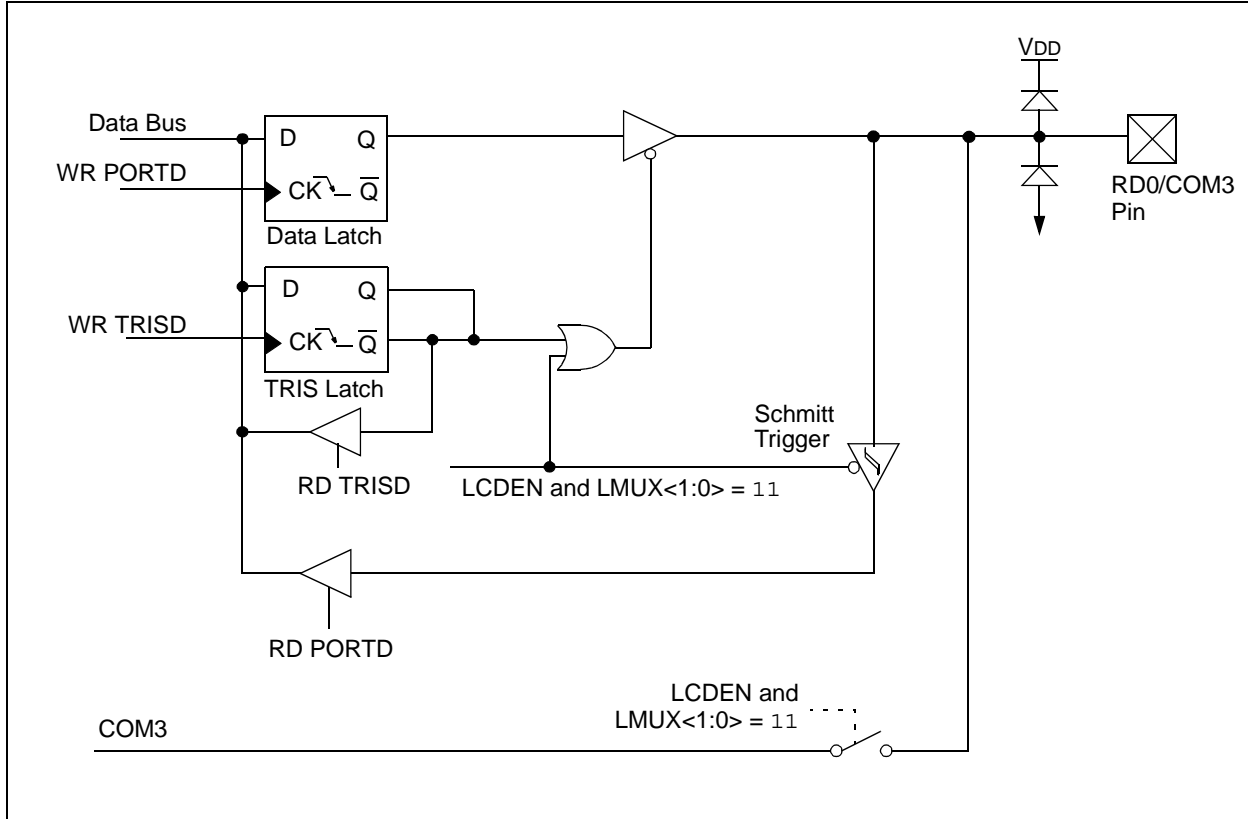 VDD
Data Bus
D Q
WR PORTD
CK Q̅
RD0/COM3
Pin
Data Latch
D Q
WR TRISD
CK Q̅
TRIS Latch
Schmitt
Trigger
RD TRISD
LCDEN and LMUX<1:0> = 11
RD PORTD
LCDEN and
LMUX<1:0> = 11
COM3